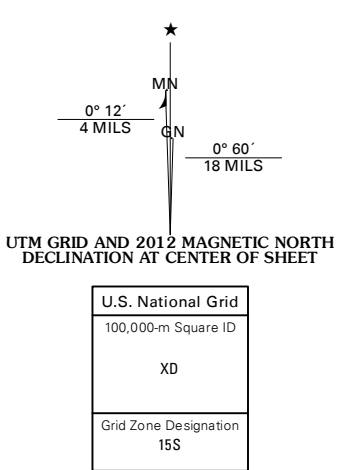 ★
MN
0° 12´
4 MILS
GN
0° 60´
18 MILS
UTM GRID AND 2012 MAGNETIC NORTH
DECLINATION AT CENTER OF SHEET
U.S. National Grid
100,000-m Square ID
XD
Grid Zone Designation
15S